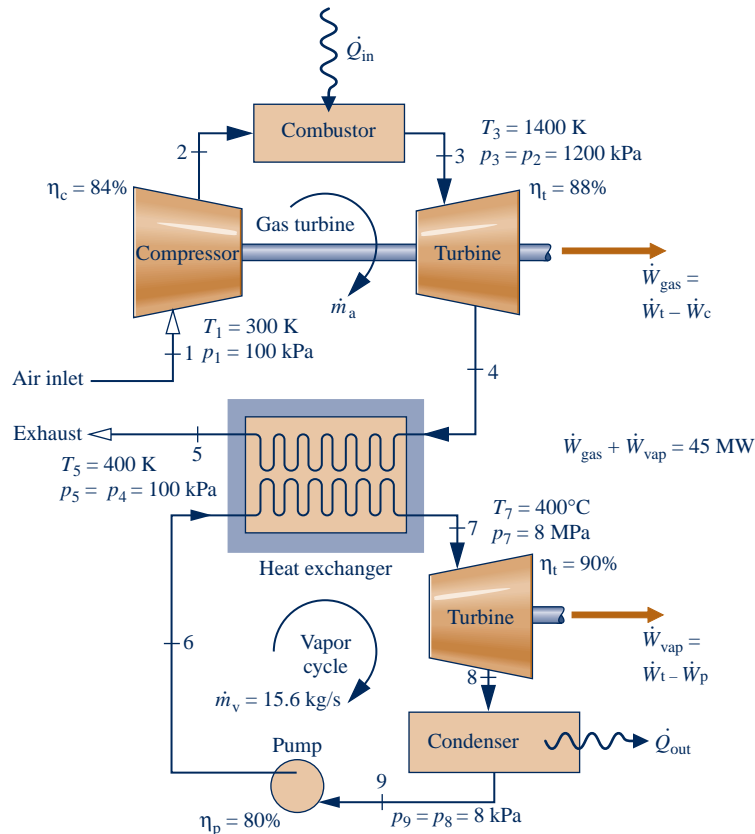 Q̇in
Combustor
T3 = 1400 K
p3 = p2 = 1200 kPa
2
3
ηc = 84%
ηt = 88%
Gas turbine
Compressor
Turbine
Ẇgas =
Ẇt – Ẇc
ṁa
T1 = 300 K
p1 = 100 kPa
1
Air inlet
4
Exhaust
5
T5 = 400 K
p5 = p4 = 100 kPa
Ẇgas + Ẇvap = 45 MW
T7 = 400°C
p7 = 8 MPa
7
Heat exchanger
ηt = 90%
Turbine
6
Vapor
cycle
ṁv = 15.6 kg/s
Ẇvap =
Ẇt – Ẇp
8
Condenser
Q̇out
Pump
9
ηp = 80%
p9 = p8 = 8 kPa